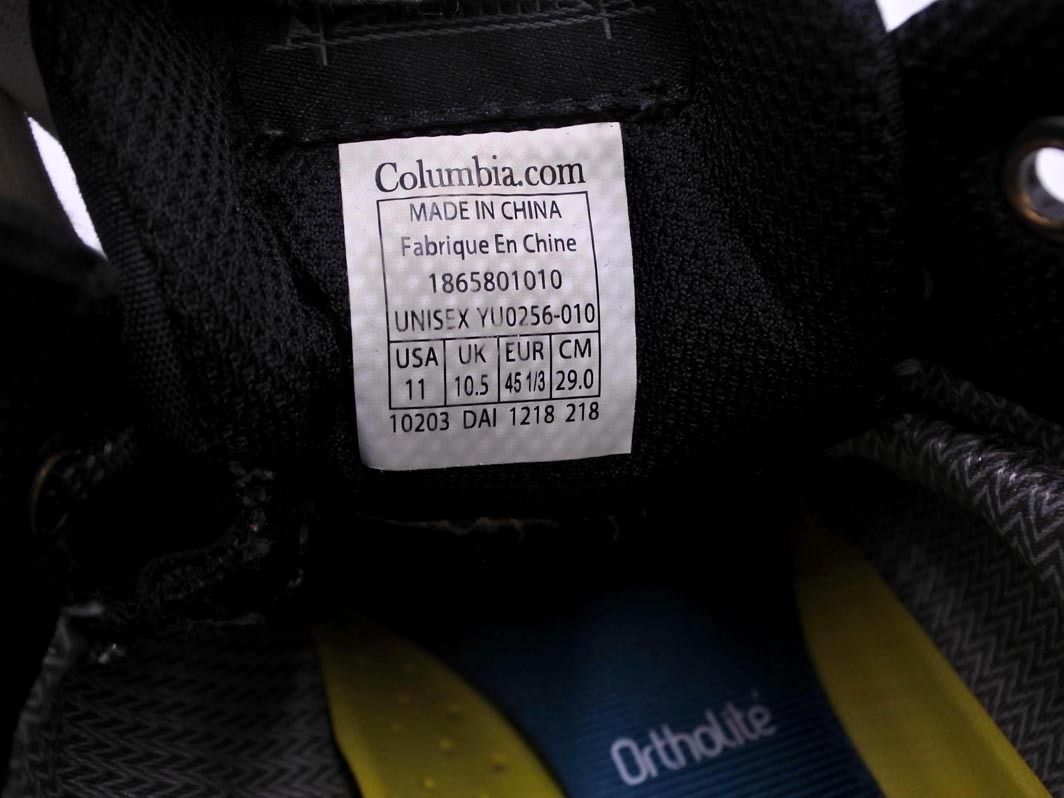 Columbia.com
MADE IN CHINA
Fabrique En Chine
1865801010
UNISEX YU0256-010
USA UK EUR CM
11 10.5 45 1/3 29.0
10203 DAI 1218 218
Ortholité